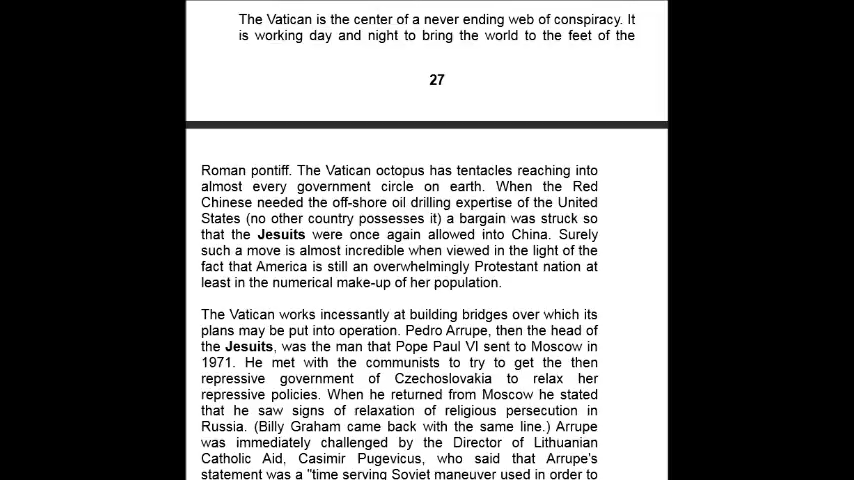 The Vatican is the center of a never ending web of conspiracy. It
is working day and night to bring the world to the feet of the
27
Roman pontiff. The Vatican octopus has tentacles reaching into
almost every government circle on earth. When the Red
Chinese needed the off-shore oil drilling expertise of the United
States (no other country possesses it) a bargain was struck so
that the Jesuits were once again allowed into China. Surely
such a move is almost incredible when viewed in the light of the
fact that America is still an overwhelmingly Protestant nation at
least in the numerical make-up of her population.
The Vatican works incessantly at building bridges over which its
plans may be put into operation. Pedro Arrupe, then the head of
the Jesuits, was the man that Pope Paul VI sent to Moscow in
1971. He met with the communists to try to get the then
repressive government of Czechoslovakia to relax her
repressive policies. When he returned from Moscow he stated
that he saw signs of relaxation of religious persecution in
Russia. (Billy Graham came back with the same line.) Arrupe
was immediately challenged by the Director of Lithuanian
Catholic Aid, Casimir Pugevicus, who said that Arrupe's
statement was a "time serving Soviet maneuver used in order to